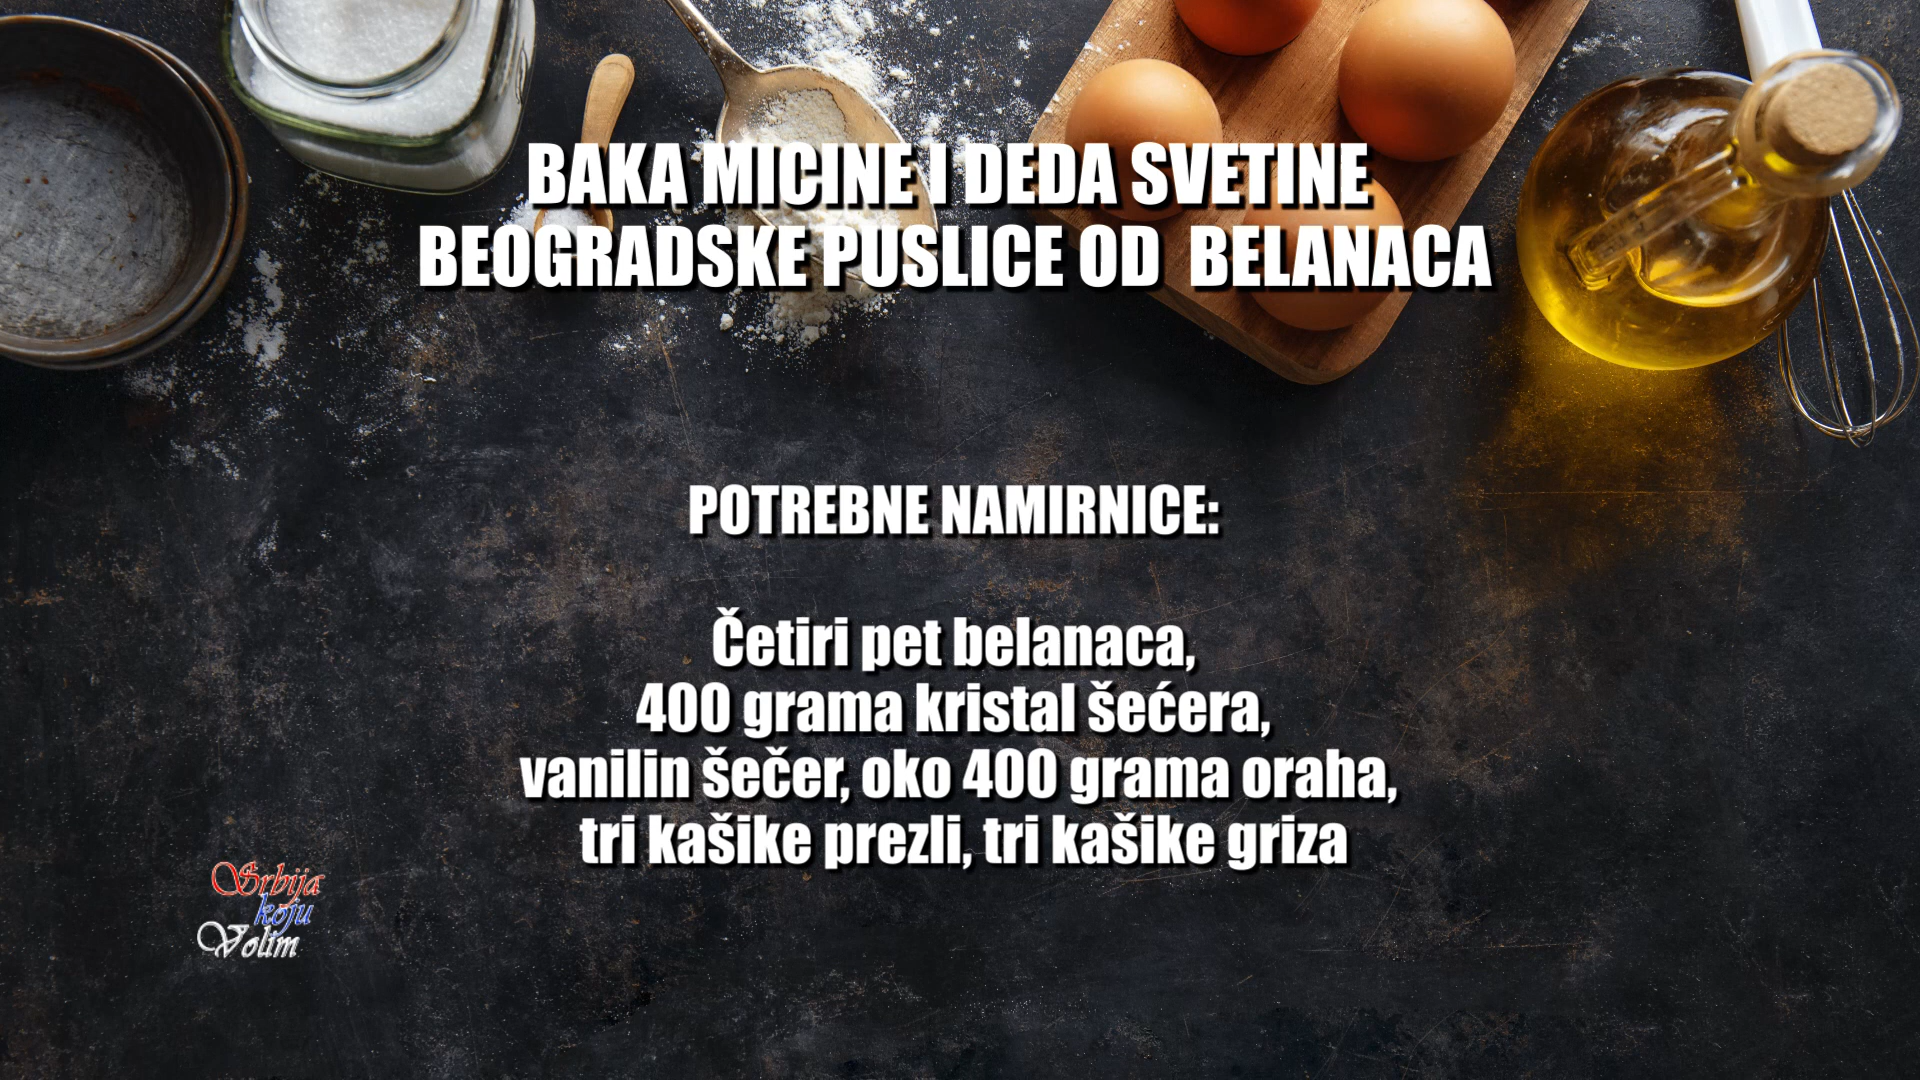 BAKA MICINE I DEDA SVETINE
BEOGRADSKE PUSLICE OD BELANACA
POTREBNE NAMIRNICE:
Četiri pet belanaca,
400 grama kristal šećera,
vanilin šečer, oko 400 grama oraha,
tri kašike prezli, tri kašike griza
Srbija
koju
Volim